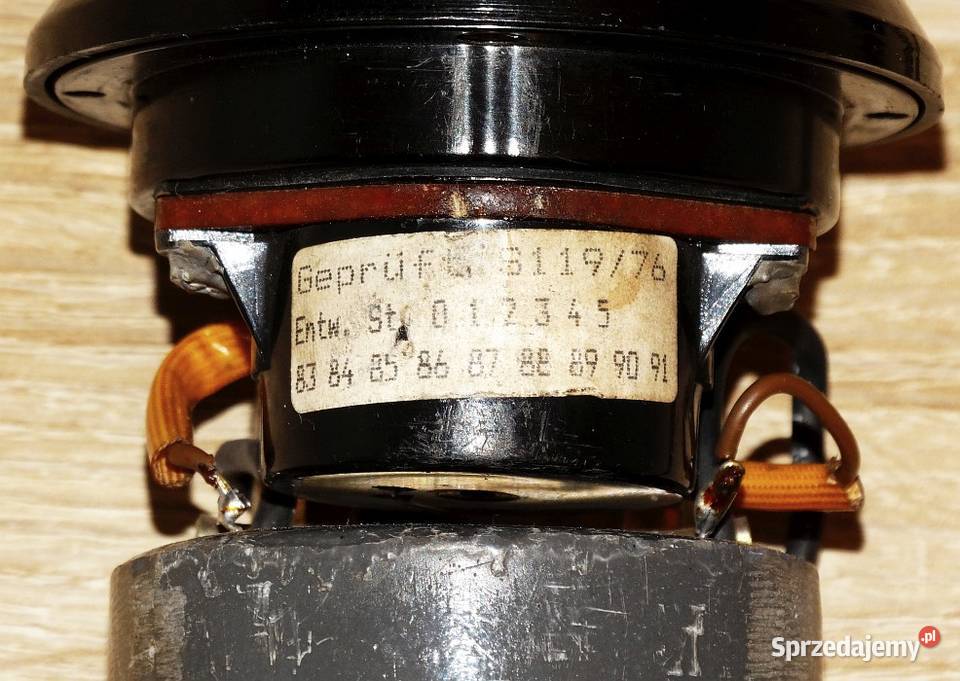 Geprüft B119/76
Entw. St. 0 1 2 3 4 5
83 84 85 86 87 88 89 90 91
Sprzedajemy.pl